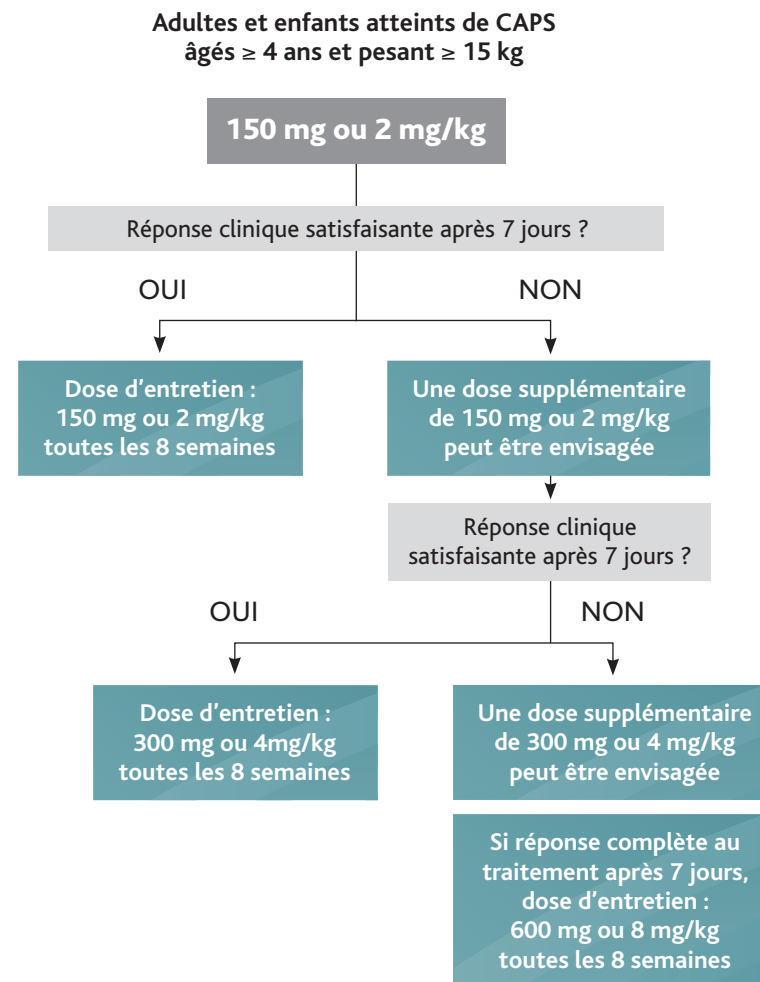 Adultes et enfants atteints de CAPS
âgés ≥ 4 ans et pesant ≥ 15 kg
150 mg ou 2 mg/kg
Réponse clinique satisfaisante après 7 jours ?
OUI
NON
Dose d’entretien :
150 mg ou 2 mg/kg
toutes les 8 semaines
Une dose supplémentaire
de 150 mg ou 2 mg/kg
peut être envisagée
Réponse clinique
satisfaisante après 7 jours ?
OUI
NON
Dose d’entretien :
300 mg ou 4mg/kg
toutes les 8 semaines
Une dose supplémentaire
de 300 mg ou 4 mg/kg
peut être envisagée
Si réponse complète au
traitement après 7 jours,
dose d’entretien :
600 mg ou 8 mg/kg
toutes les 8 semaines